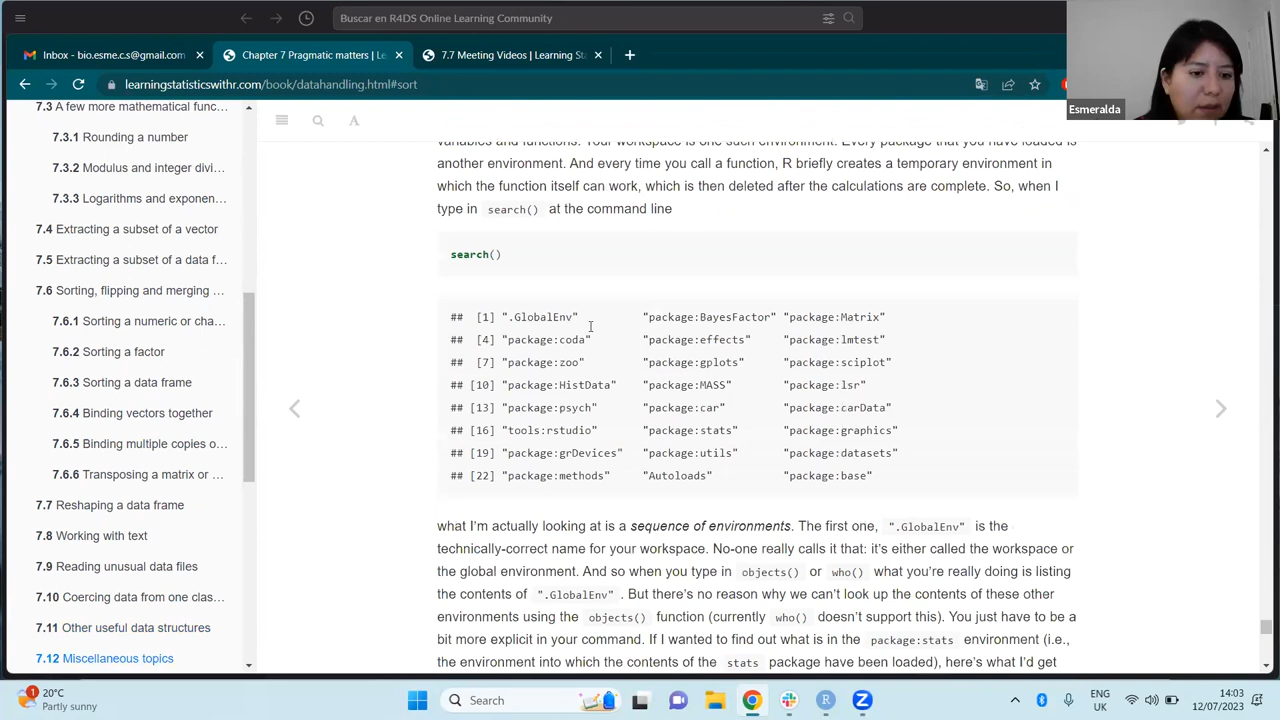 Buscar en R4DS Online Learning Community
Inbox - bio.esme.c.s@gmail.com
Chapter 7 Pragmatic matters | Le
7.7 Meeting Videos | Learning Sta
learningstatisticswithr.com/book/datahandling.html#sort
Esmeralda
7.3 A few more mathematical func...
7.3.1 Rounding a number
7.3.2 Modulus and integer divi...
7.3.3 Logarithms and exponen...
7.4 Extracting a subset of a vector
7.5 Extracting a subset of a data f...
7.6 Sorting, flipping and merging ...
7.6.1 Sorting a numeric or cha...
7.6.2 Sorting a factor
7.6.3 Sorting a data frame
7.6.4 Binding vectors together
7.6.5 Binding multiple copies o...
7.6.6 Transposing a matrix or ...
7.7 Reshaping a data frame
7.8 Working with text
7.9 Reading unusual data files
7.10 Coercing data from one clas...
7.11 Other useful data structures
7.12 Miscellaneous topics
variables and functions. Your workspace is one such environment. Every package that you have loaded is
another environment. And every time you call a function, R briefly creates a temporary environment in
which the function itself can work, which is then deleted after the calculations are complete. So, when I
type in search() at the command line
search()
## [1] ".GlobalEnv" "package:BayesFactor" "package:Matrix"
## [4] "package:coda" "package:effects" "package:lmtest"
## [7] "package:zoo" "package:gplots" "package:sciplot"
## [10] "package:HistData" "package:MASS" "package:lsr"
## [13] "package:psych" "package:car" "package:carData"
## [16] "tools:rstudio" "package:stats" "package:graphics"
## [19] "package:grDevices" "package:utils" "package:datasets"
## [22] "package:methods" "Autoloads" "package:base"
what I'm actually looking at is a sequence of environments. The first one, ".GlobalEnv" is the
technically-correct name for your workspace. No-one really calls it that: it's either called the workspace or
the global environment. And so when you type in objects() or who() what you're really doing is listing
the contents of ".GlobalEnv" . But there's no reason why we can't look up the contents of these other
environments using the objects() function (currently who() doesn't support this). You just have to be a
bit more explicit in your command. If I wanted to find out what is in the package:stats environment (i.e.,
the environment into which the contents of the stats package have been loaded), here's what I'd get
1
20°C
Partly sunny
Search
ENG
UK
14:03
12/07/2023